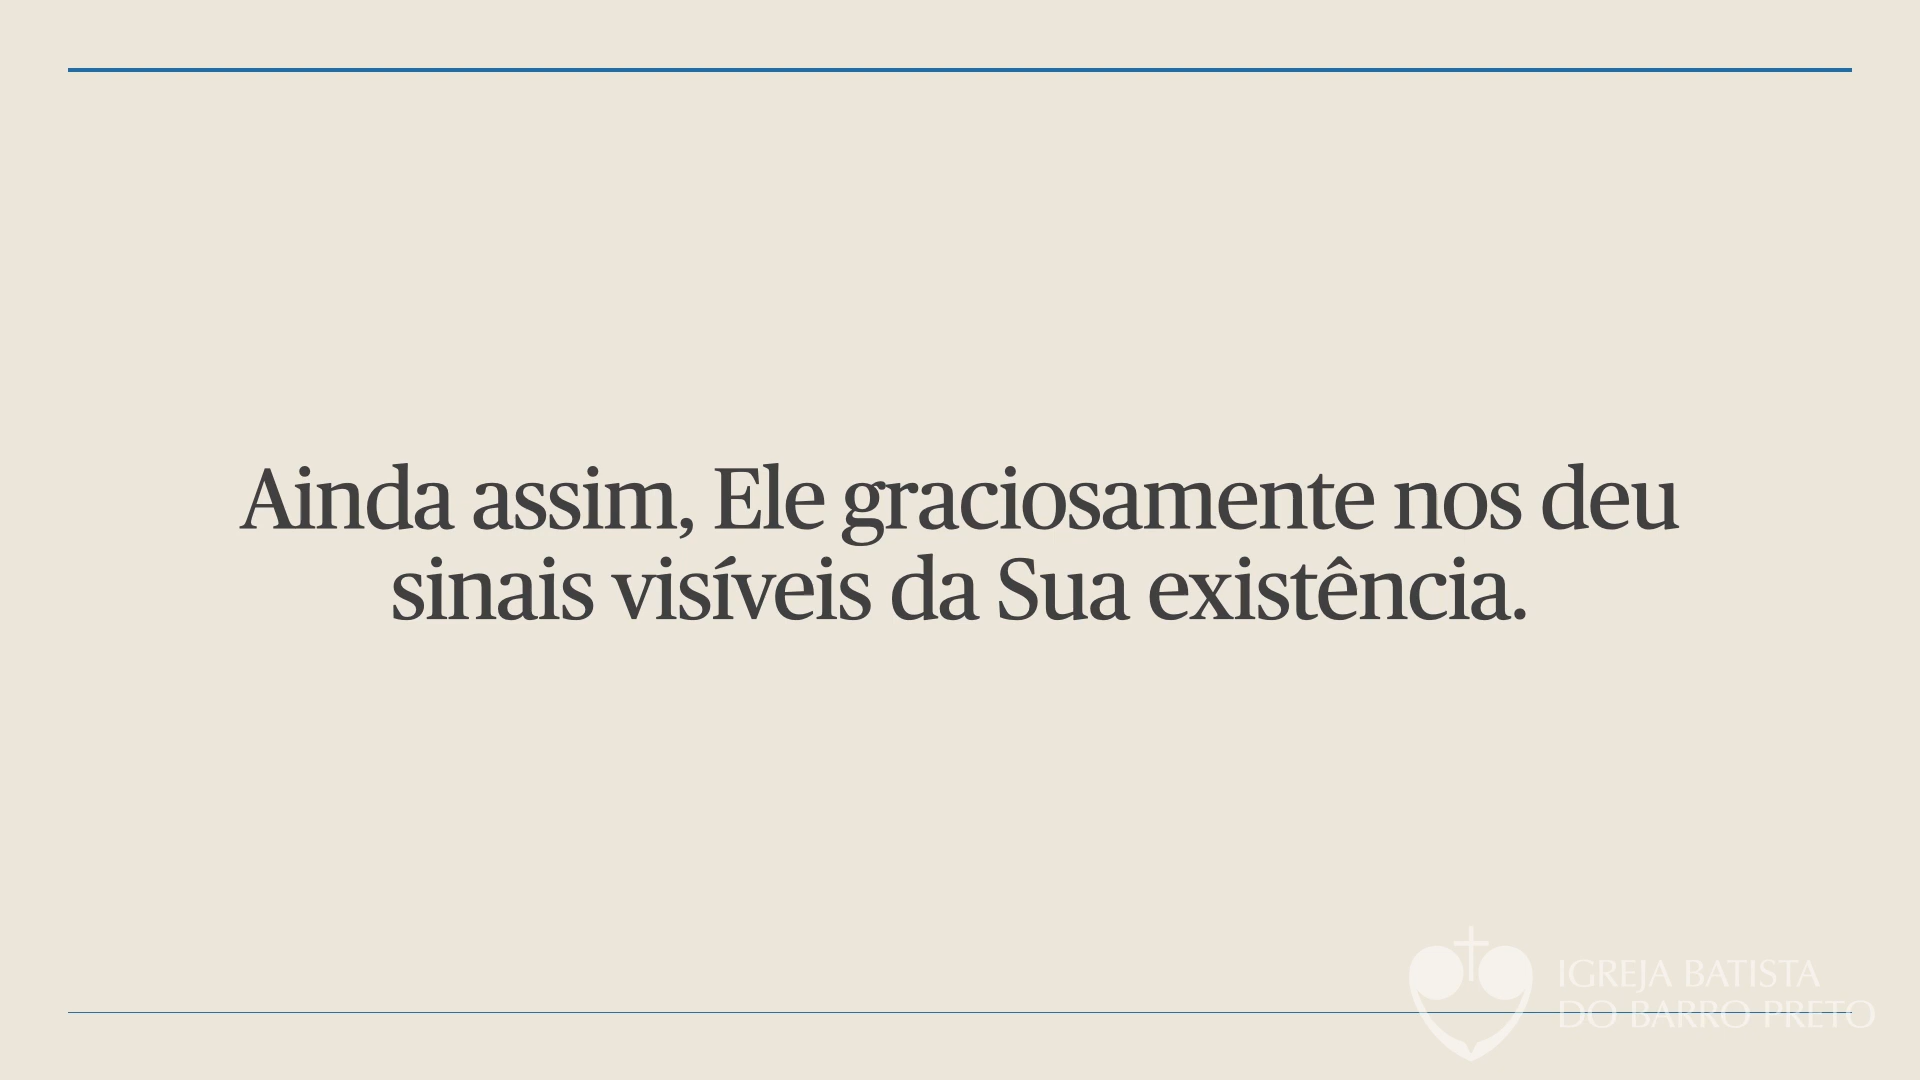 Ainda assim, Ele graciosamente nos deu
sinais visíveis da Sua existência.
IGREJA BATISTA
DO BARRO PRETO